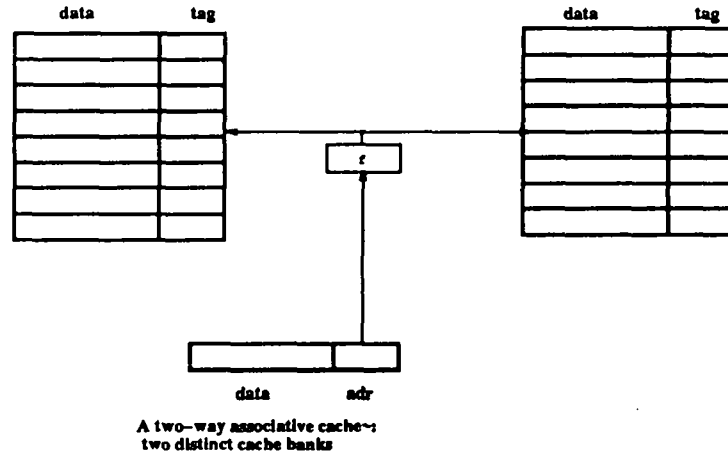 data tag data tag
f
data adr
A two-way associative cache~:
two distinct cache banks